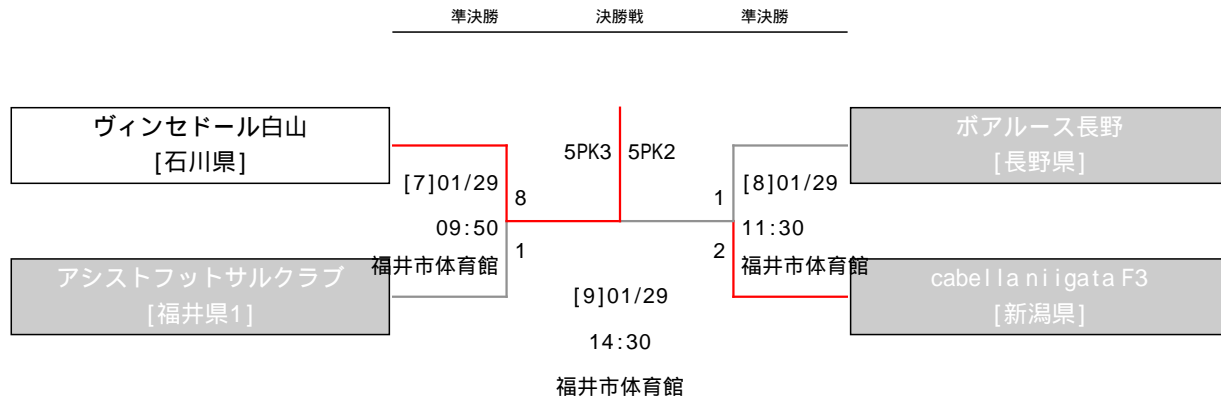 準決勝 決勝戦 準決勝
ヴィンセドール白山
[石川県]
ボアルース長野
[長野県]
5PK3 5PK2
[7]01/29
8
1
[8]01/29
09:50
11:30
福井市体育館
1
2
福井市体育館
アシストフットサルクラブ
[福井県1]
cabella niigata F3
[新潟県]
[9]01/29
14:30
福井市体育館